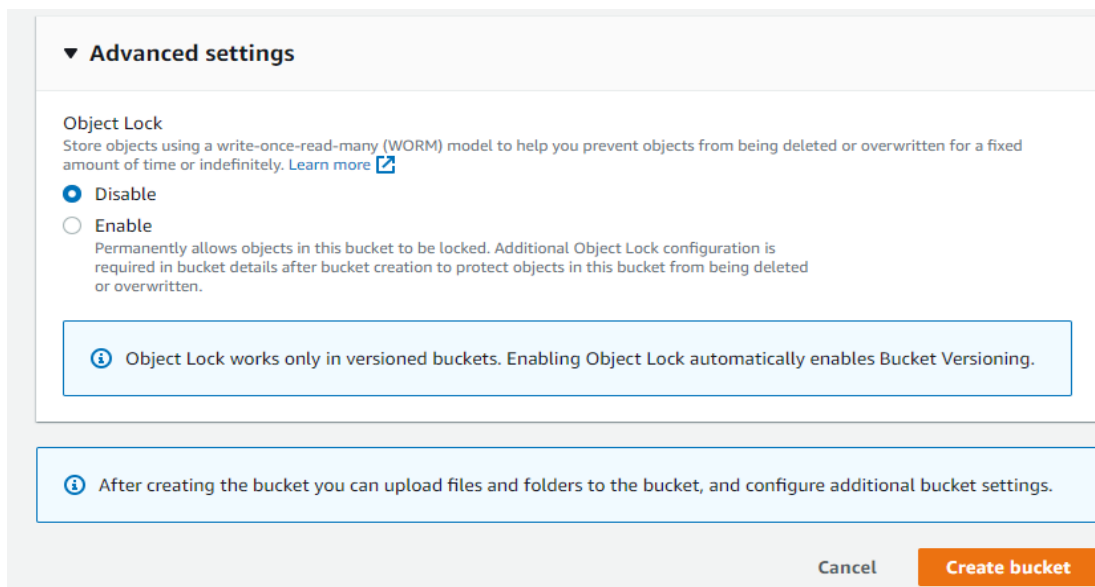 Advanced settings
Object Lock
Store objects using a write-once-read-many (WORM) model to help you prevent objects from being deleted or overwritten for a fixed
amount of time or indefinitely. Learn more
Disable
Enable
Permanently allows objects in this bucket to be locked. Additional Object Lock configuration is
required in bucket details after bucket creation to protect objects in this bucket from being deleted
or overwritten.
Object Lock works only in versioned buckets. Enabling Object Lock automatically enables Bucket Versioning.
After creating the bucket you can upload files and folders to the bucket, and configure additional bucket settings.
Cancel Create bucket